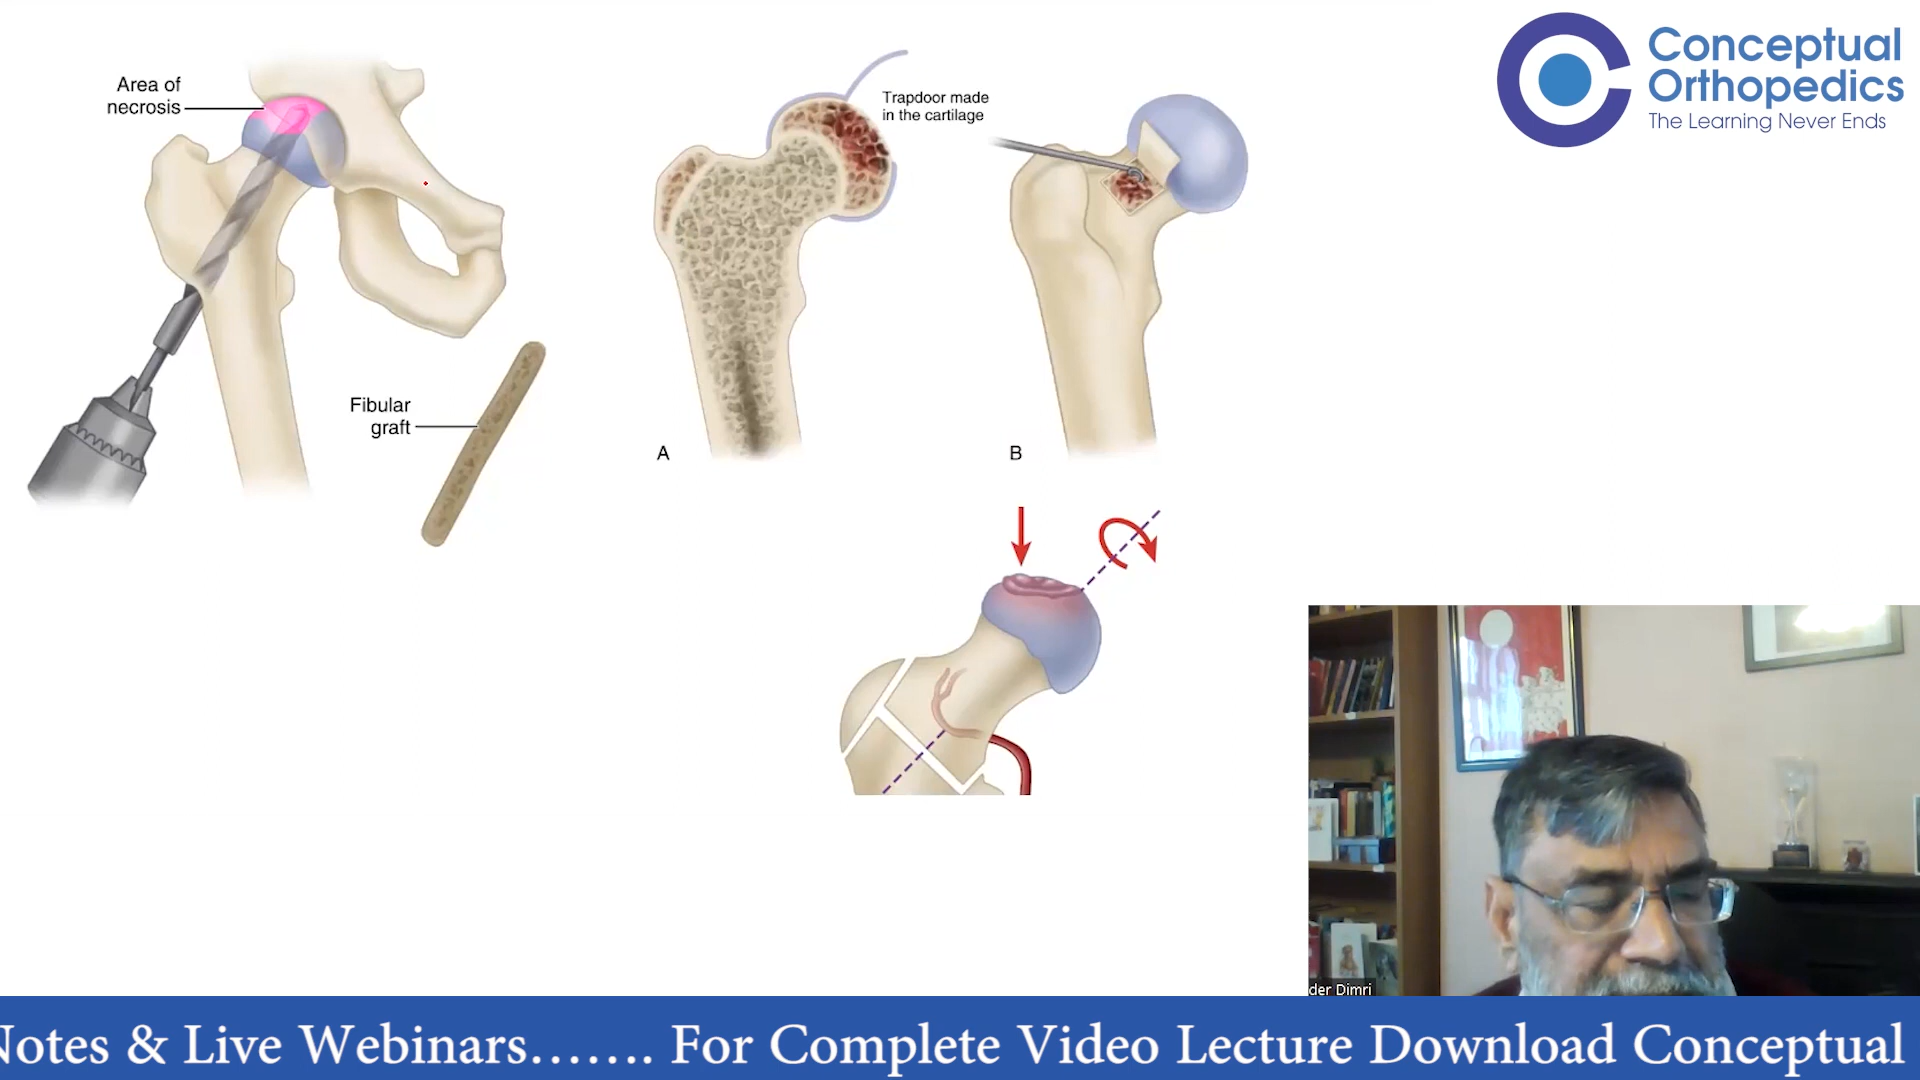 Area of
necrosis
Fibular
graft
Trapdoor made
in the cartilage
A
B
Conceptual
Orthopedics
The Learning Never Ends
der Dimri
Notes & Live Webinars……. For Complete Video Lecture Download Conceptual